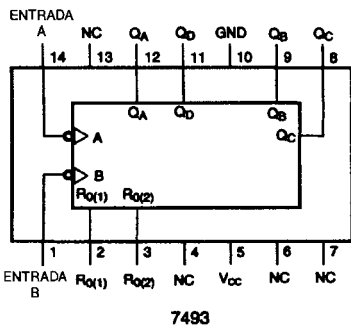 ENTRADA
A NC QA QD GND QB QC
14 13 12 11 10 9 8
QA QD QB
QC
A
B
R0(1) R0(2)
1 2 3 4 5 6 7
ENTRADA
B R0(1) R0(2) NC VCC NC NC
7493